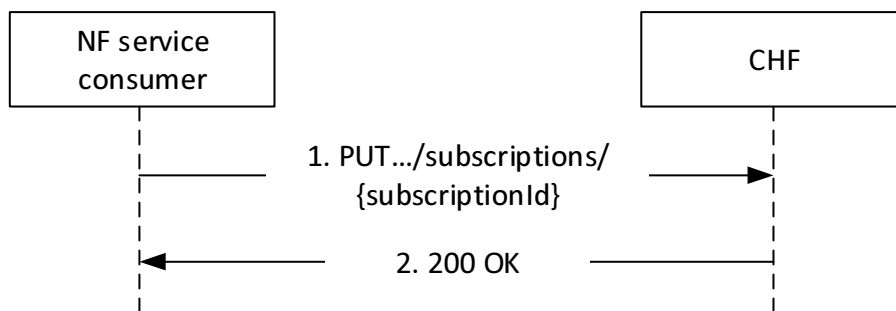 NF service
consumer
CHF
1. PUT.../subscriptions/
{subscriptionId}
2. 200 OK